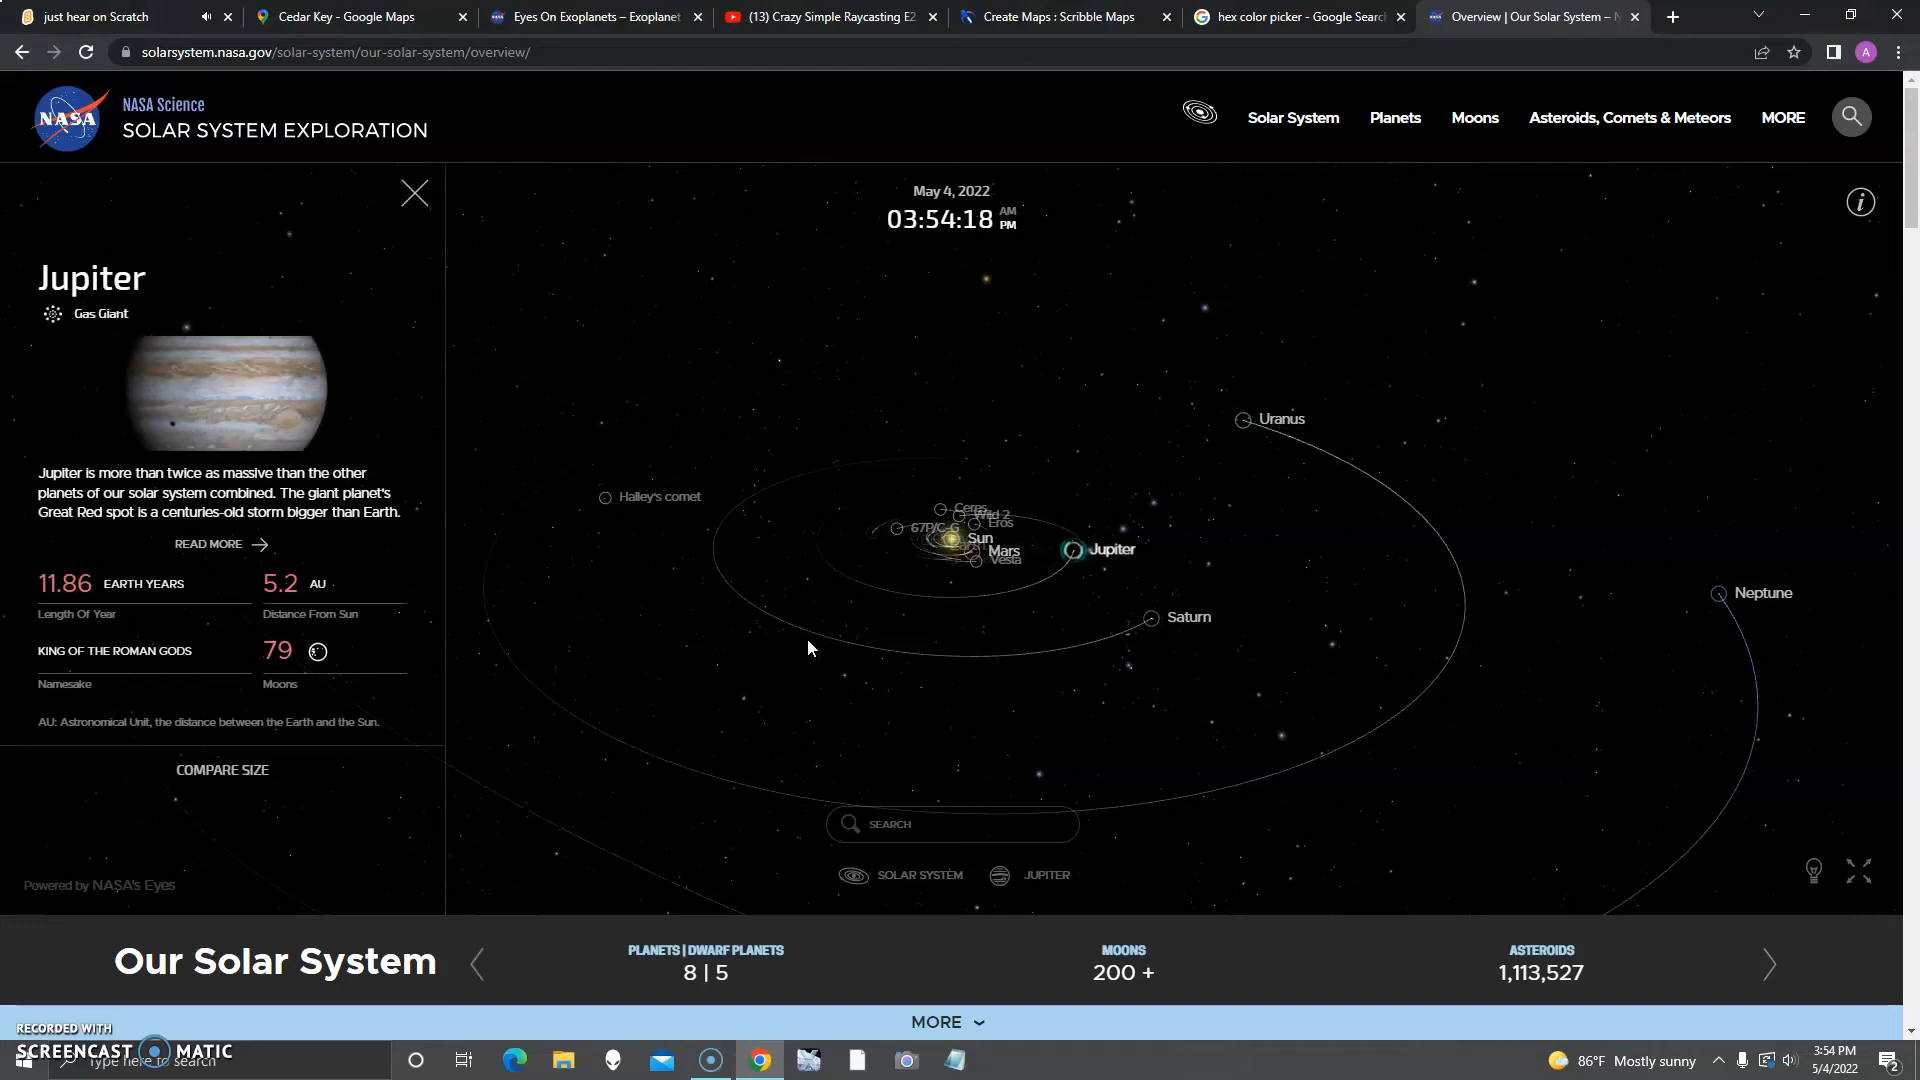 just hear on Scratch
Cedar Key - Google Maps
Eyes On Exoplanets – Exoplanet
(13) Crazy Simple Raycasting E2
Create Maps : Scribble Maps
hex color picker - Google Searc
Overview | Our Solar System –
solarsystem.nasa.gov/solar-system/our-solar-system/overview/
A
NASA
NASA Science
SOLAR SYSTEM EXPLORATION
Solar System
Planets
Moons
Asteroids, Comets & Meteors
MORE
May 4, 2022
03:54:18 AM PM
i
Jupiter
Gas Giant
Jupiter is more than twice as massive than the other
planets of our solar system combined. The giant planet's
Great Red spot is a centuries-old storm bigger than Earth.
READ MORE
11.86 EARTH YEARS
5.2 AU
Length Of Year
Distance From Sun
KING OF THE ROMAN GODS
79
Namesake
Moons
AU: Astronomical Unit, the distance between the Earth and the Sun.
COMPARE SIZE
Powered by NASA's Eyes
Uranus
Halley's comet
Ceres
Wild 2
Eros
67P/C-G
Sun
Mars
Vesta
Jupiter
Neptune
Saturn
SEARCH
SOLAR SYSTEM
JUPITER
Our Solar System
PLANETS | DWARF PLANETS
8 | 5
MOONS
200 +
ASTEROIDS
1,113,527
MORE
RECORDED WITH
SCREENCAST MATIC
Type here to search
86°F Mostly sunny
3:54 PM
5/4/2022
2